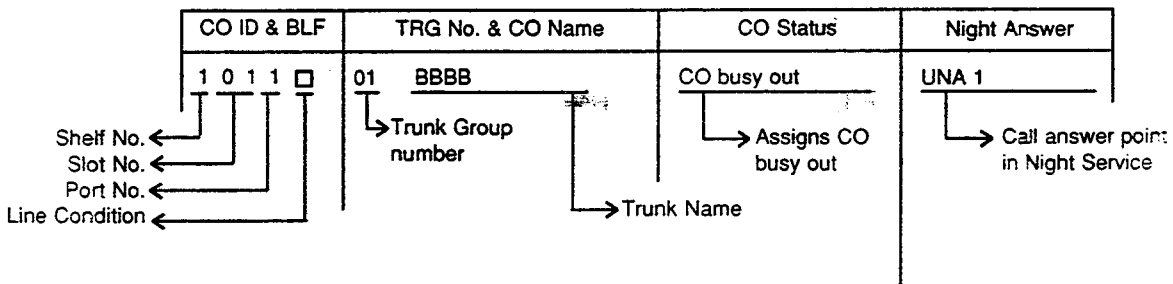 CO ID & BLF TRG No. & CO Name CO Status Night Answer
1 0 1 1 □ 01 BBBB CO busy out UNA 1
Shelf No.
Slot No.
Port No.
Line Condition
Trunk Group
number
Trunk Name
Assigns CO
busy out
Call answer point
in Night Service